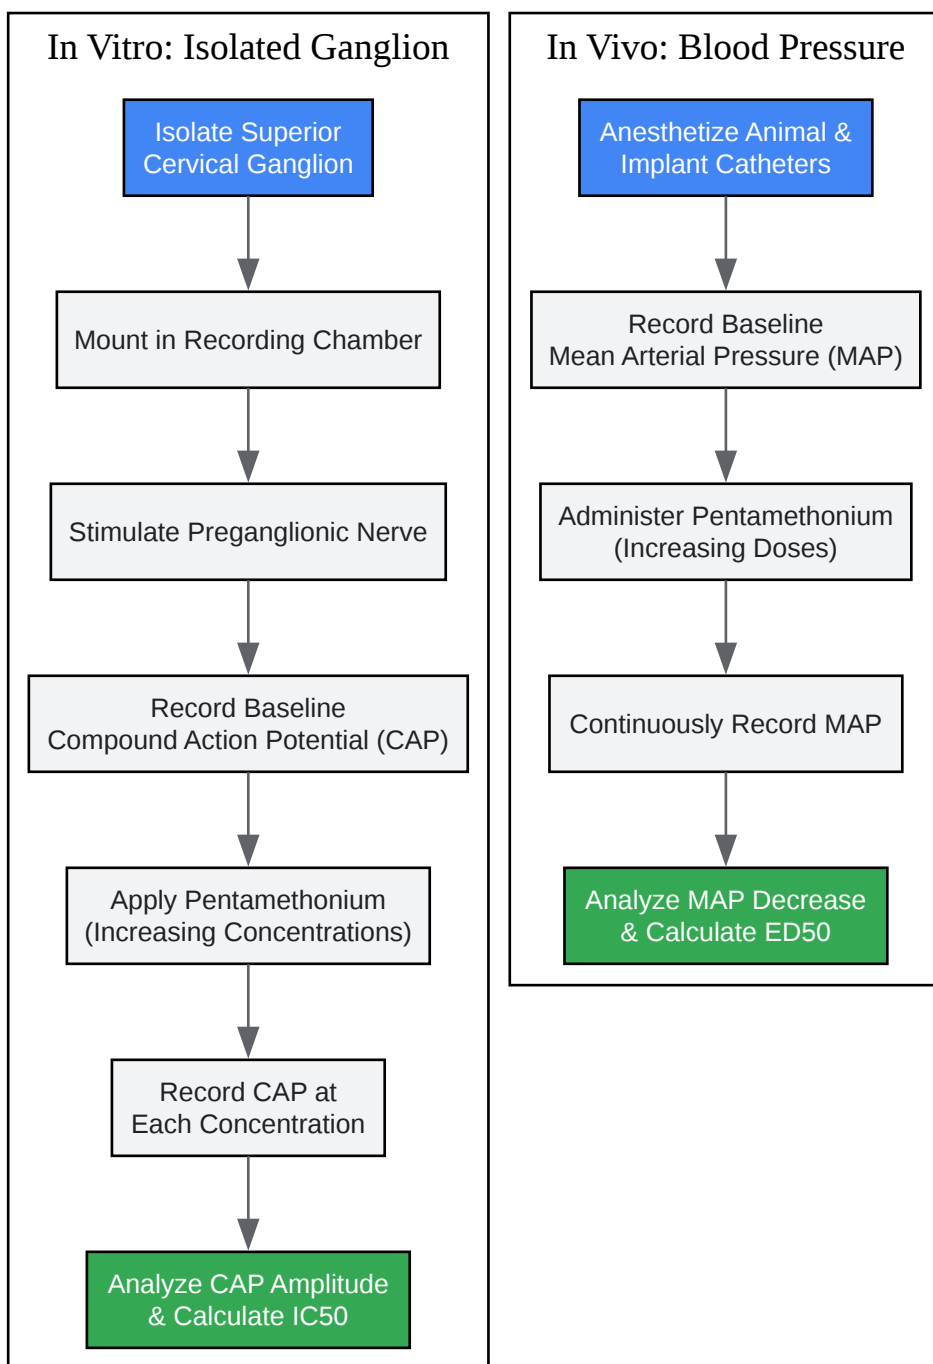 In Vitro: Isolated Ganglion
Isolate Superior
Cervical Ganglion
Mount in Recording Chamber
Stimulate Preganglionic Nerve
Record Baseline
Compound Action Potential (CAP)
Apply Pentamethonium
(Increasing Concentrations)
Record CAP at
Each Concentration
Analyze CAP Amplitude
& Calculate IC50
In Vivo: Blood Pressure
Anesthetize Animal &
Implant Catheters
Record Baseline
Mean Arterial Pressure (MAP)
Administer Pentamethonium
(Increasing Doses)
Continuously Record MAP
Analyze MAP Decrease
& Calculate ED50